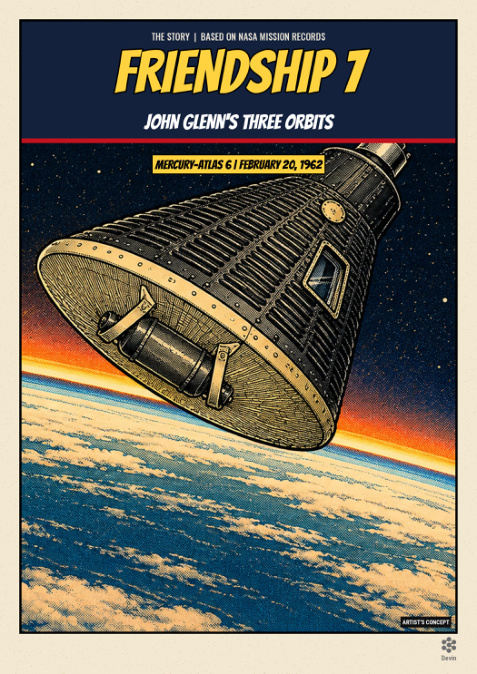 THE STORY | BASED ON NASA MISSION RECORDS
FRIENDSHIP 7
JOHN GLENN'S THREE ORBITS
MERCURY-ATLAS 6 | FEBRUARY 20, 1962
ARTIST'S CONCEPT
Devin